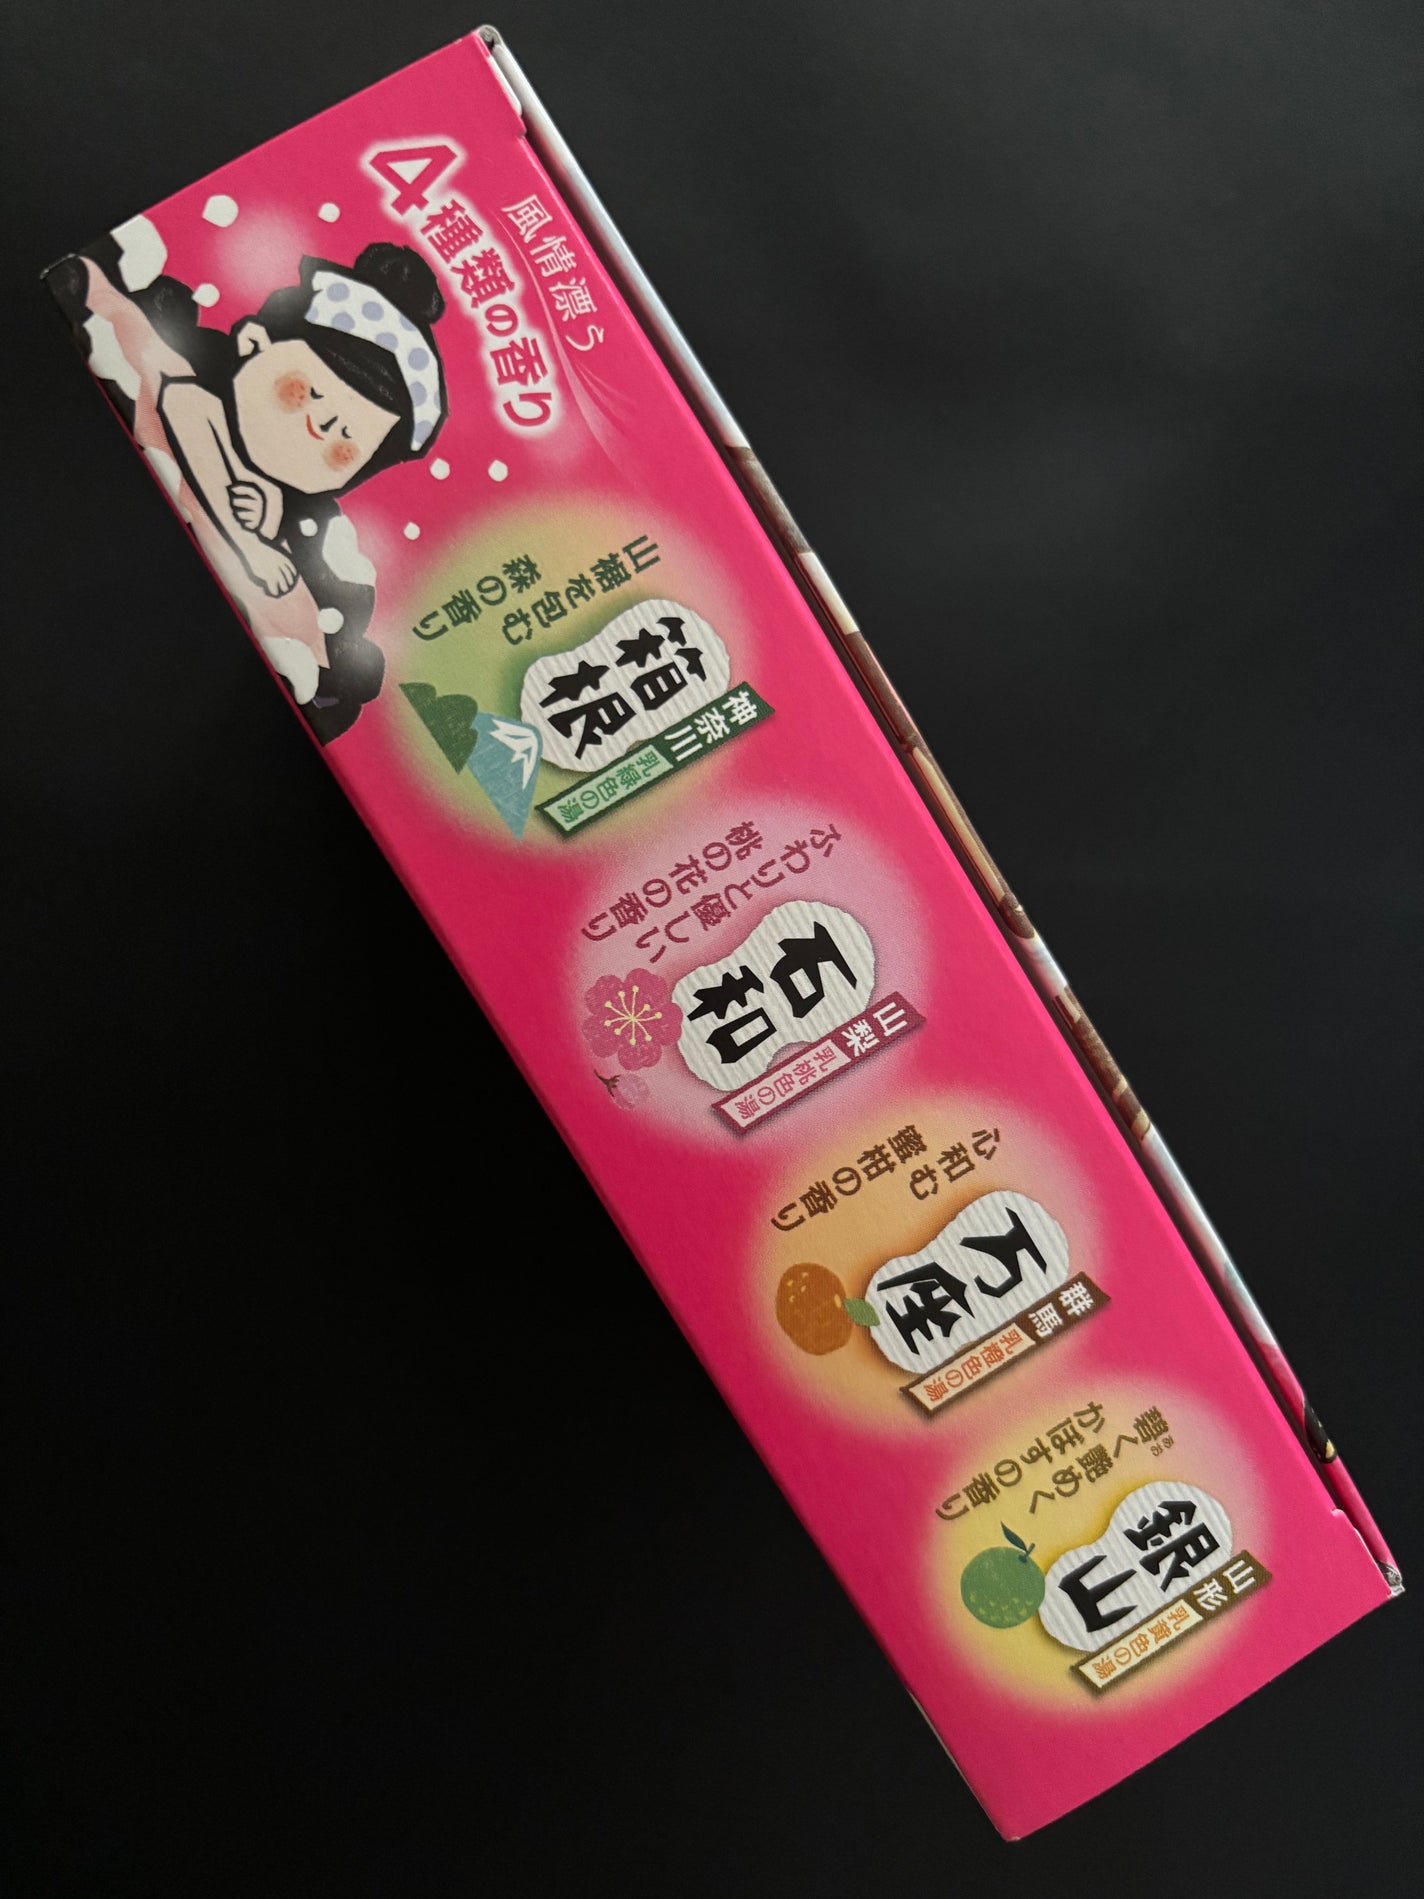 風情漂う
4種類の香り
山裾を包む
森の香り
箱根
神奈川
乳緑色の湯
ふわりと優しい
桃の花の香り
石和
山梨
乳桃色の湯
心和む
蜜柑の香り
万座
群馬
乳橙色の湯
碧く艶めく
あお
かぼすの香り
銀山
山形
乳黄色の湯